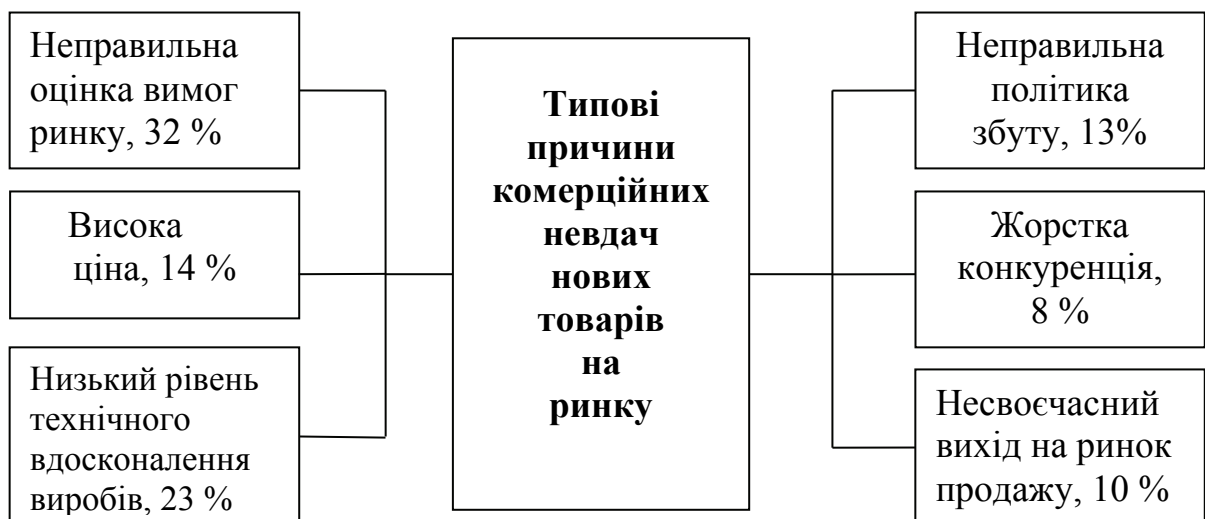 Неправильна
оцінка вимог
ринку, 32 %
Висока
ціна, 14 %
Низький рівень
технічного
вдосконалення
виробів, 23 %
Типові
причини
комерційних
невдач
нових
товарів
на
ринку
Неправильна
політика
збуту, 13%
Жорстка
конкуренція,
8 %
Несвоєчасний
вихід на ринок
продажу, 10 %